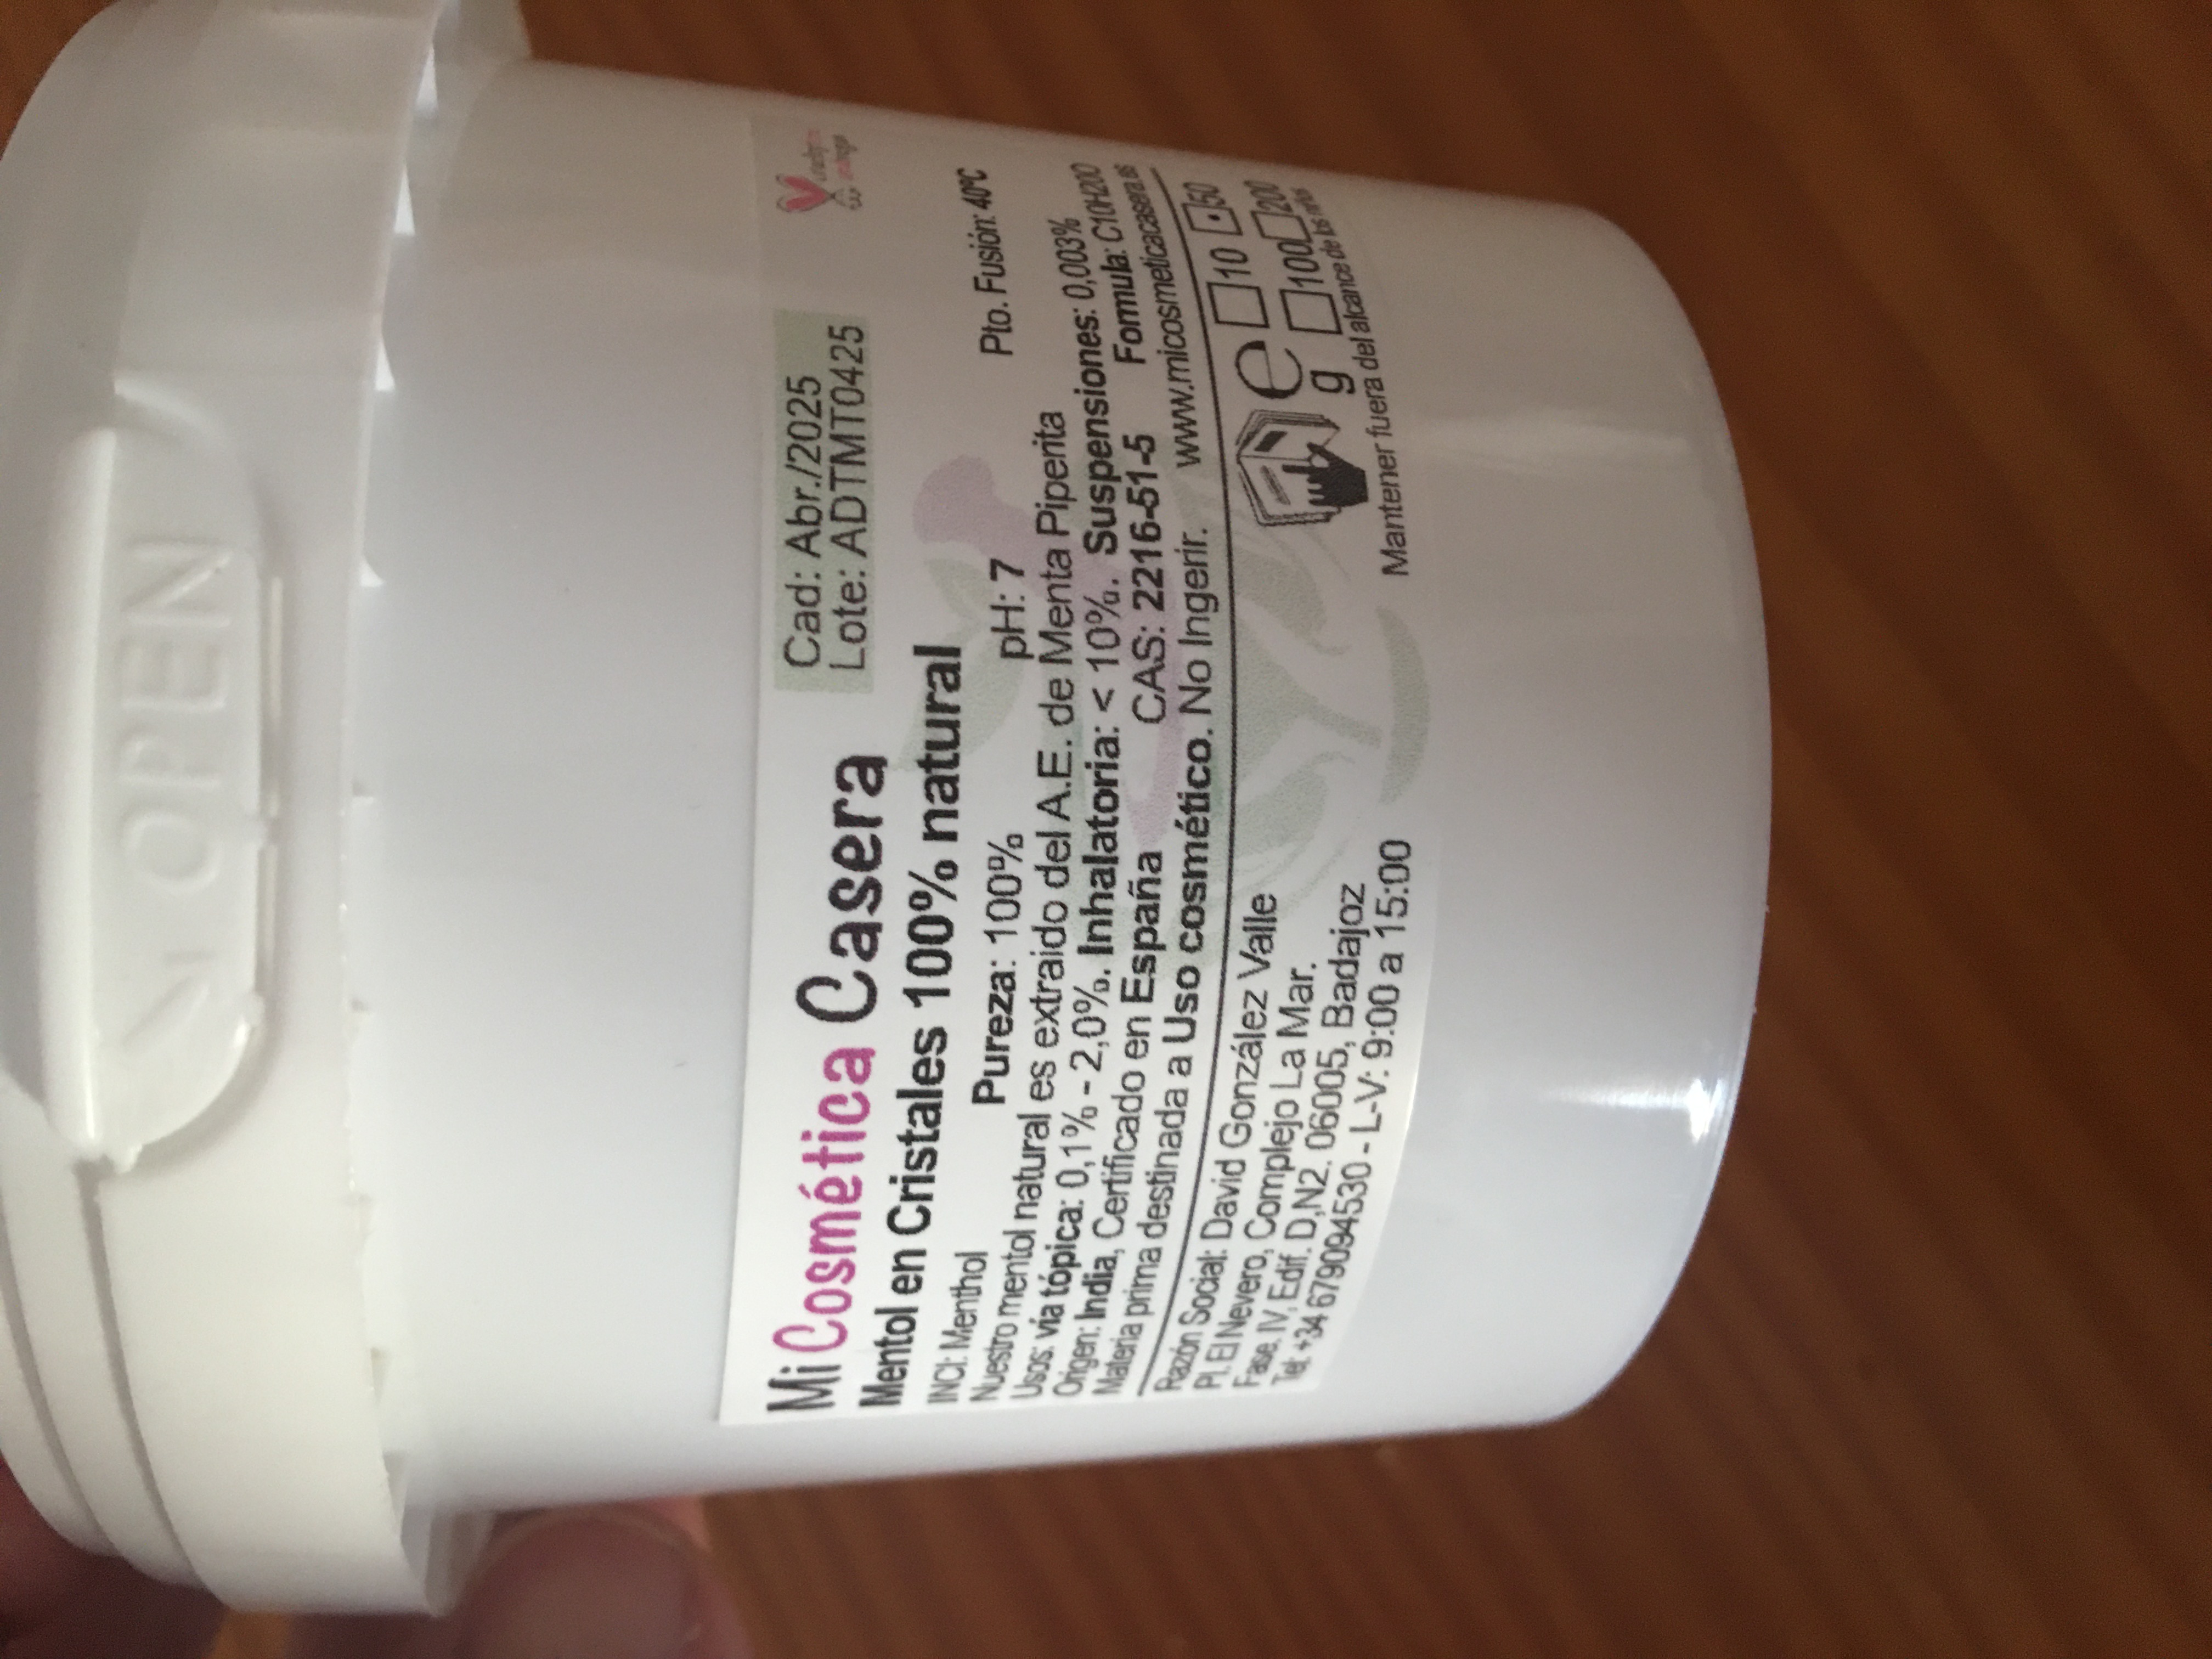 OPEN
Mi Cosmética Casera
Cad: Abr./2025
Lote: ADTMT0425
Mentol en Cristales 100% natural
INCI: Menthol Pureza: 100% pH: 7 Pto. Fusión: 40ºC
Nuestro mentol natural es extraido del A.E. de Menta Piperita
Usos: vía tópica: 0,1% - 2,0%. Inhalatoria: < 10%. Suspensiones: 0,003%
Origen: India, Certificado en España CAS: 2216-51-5 Formula: C10H20O
Materia prima destinada a Uso cosmético. No Ingerir. www.micosmeticacasera.es
Razón Social: David González Valle
Pl. El Nevero, Complejo La Mar.
Fase. IV, Edif. D,N2. 06005, Badajoz
Tel: +34 679094530 - L-V: 9:00 a 15:00
e 10 50
g 100 200
Mantener fuera del alcance de los niños